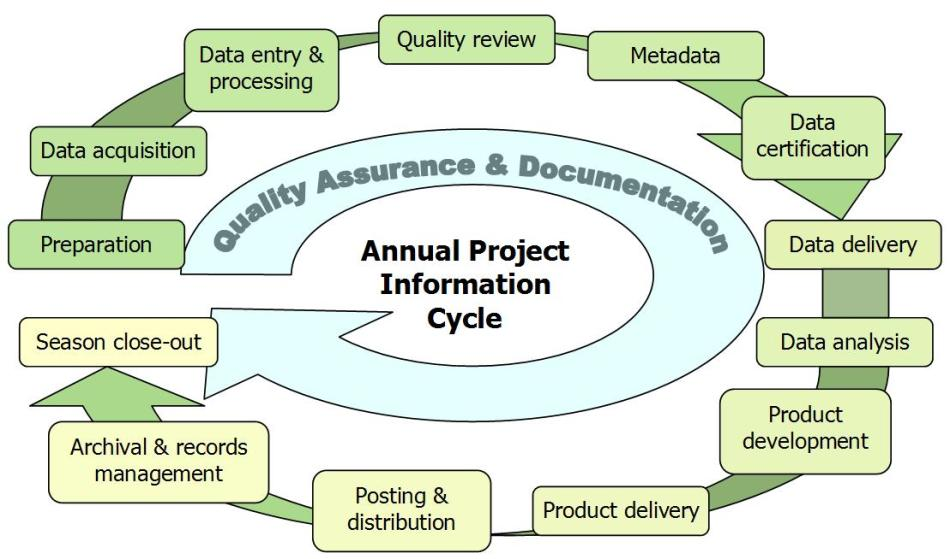 Quality review
Data entry &
processing
Metadata
Data
certification
Data acquisition
Quality Assurance & Documentation
Preparation
Annual Project
Information
Cycle
Data delivery
Season close-out
Data analysis
Product
development
Archival & records
management
Posting &
distribution
Product delivery